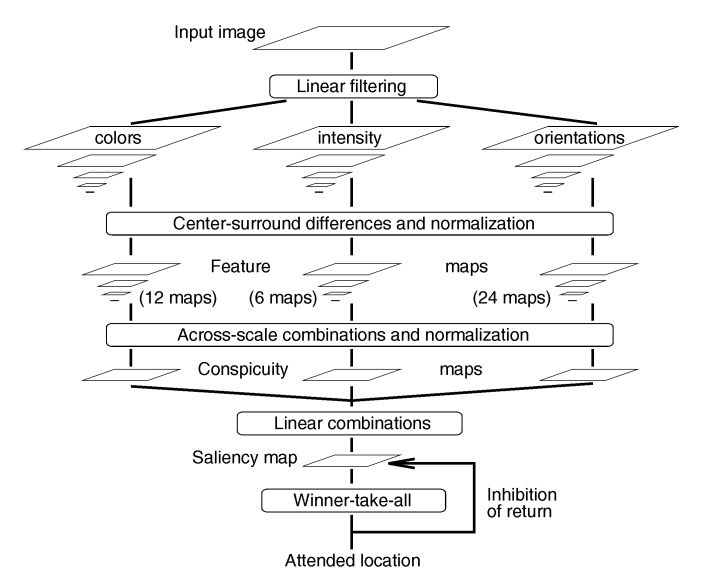 Input image
Linear filtering
colors
intensity
orientations
Center-surround differences and normalization
Feature maps
(12 maps)
(6 maps)
(24 maps)
Across-scale combinations and normalization
Conspicuity maps
Linear combinations
Saliency map
Winner-take-all
Inhibition
of return
Attended location